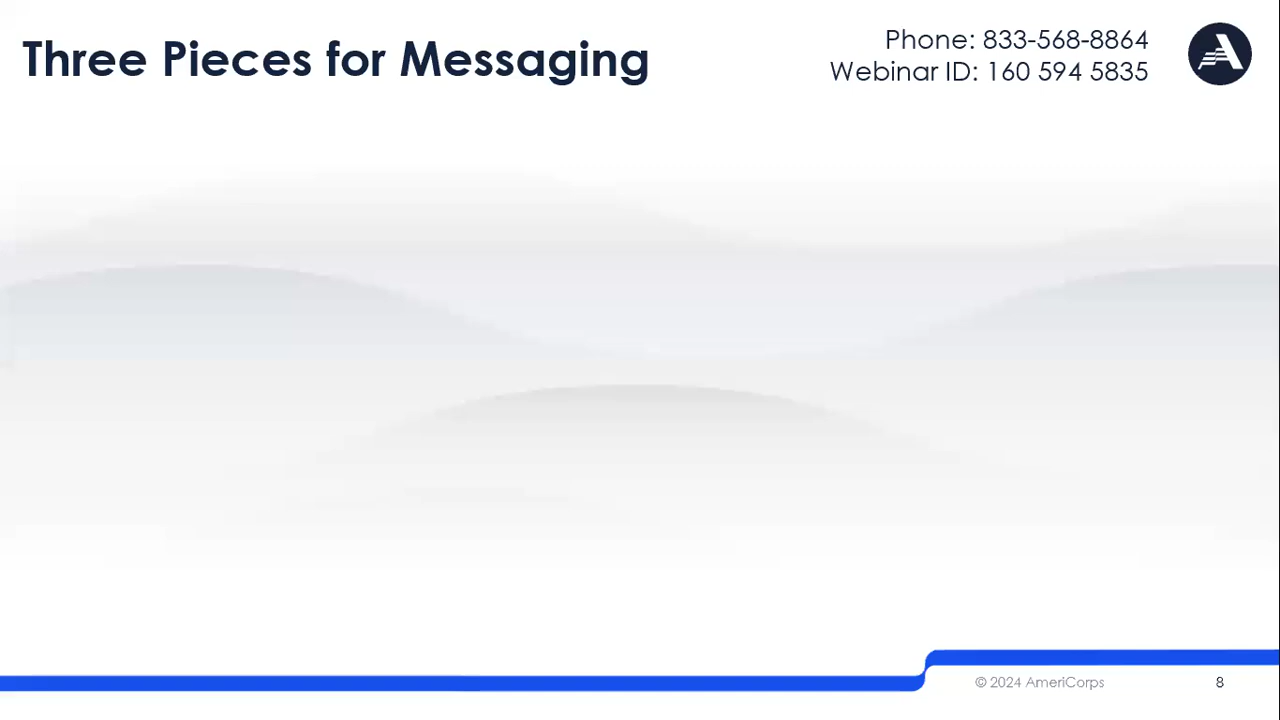 Three Pieces for Messaging
Phone: 833-568-8864
Webinar ID: 160 594 5835
© 2024 AmeriCorps
8